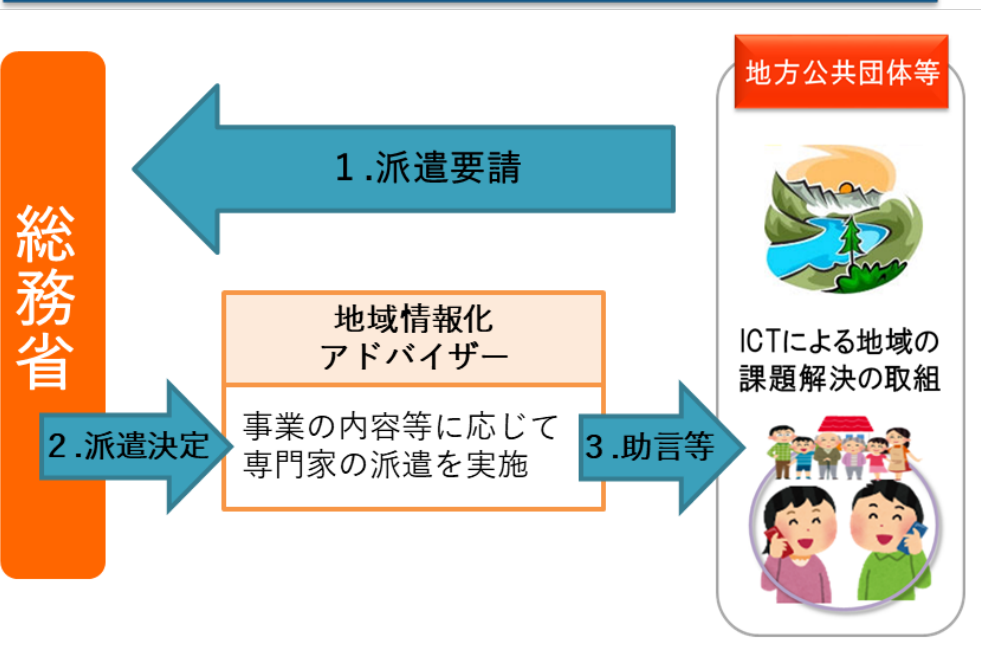 地方公共団体等
１.派遣要請
総務省
地域情報化
アドバイザー
ICTによる地域の
課題解決の取組
2.派遣決定
事業の内容等に応じて
専門家の派遣を実施
3.助言等